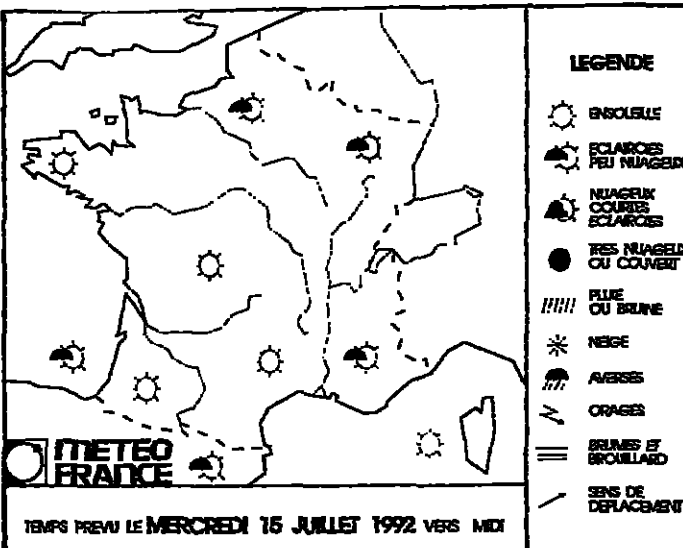 LEGENDE
ENSOLEILLE
ECLAIRCIES
PEU NUAGEUX
NUAGEUX
COURTES
ECLAIRCIES
TRES NUAGEUX
OU COUVERT
PLUIE
OU BRUINE
NEIGE
AVERSES
ORAGES
BRUMES ET
BROUILLARD
SENS DE
DEPLACEMENT
METEO
FRANCE
TEMPS PREVU LE MERCREDI 15 JUILLET 1992 VERS MIDI